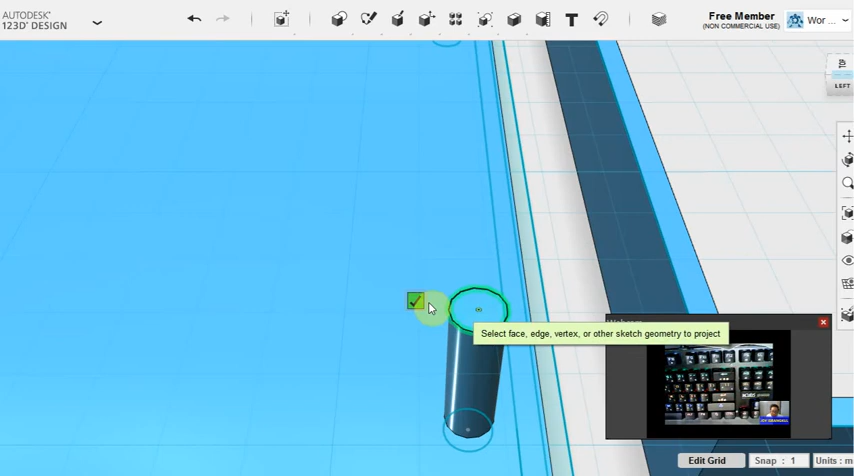 AUTODESK®
123D® DESIGN
Free Member
(NON COMMERCIAL USE)
Wor ...
LEFT
Select face, edge, vertex, or other sketch geometry to project
Edit Grid
Snap : 1
Units : m